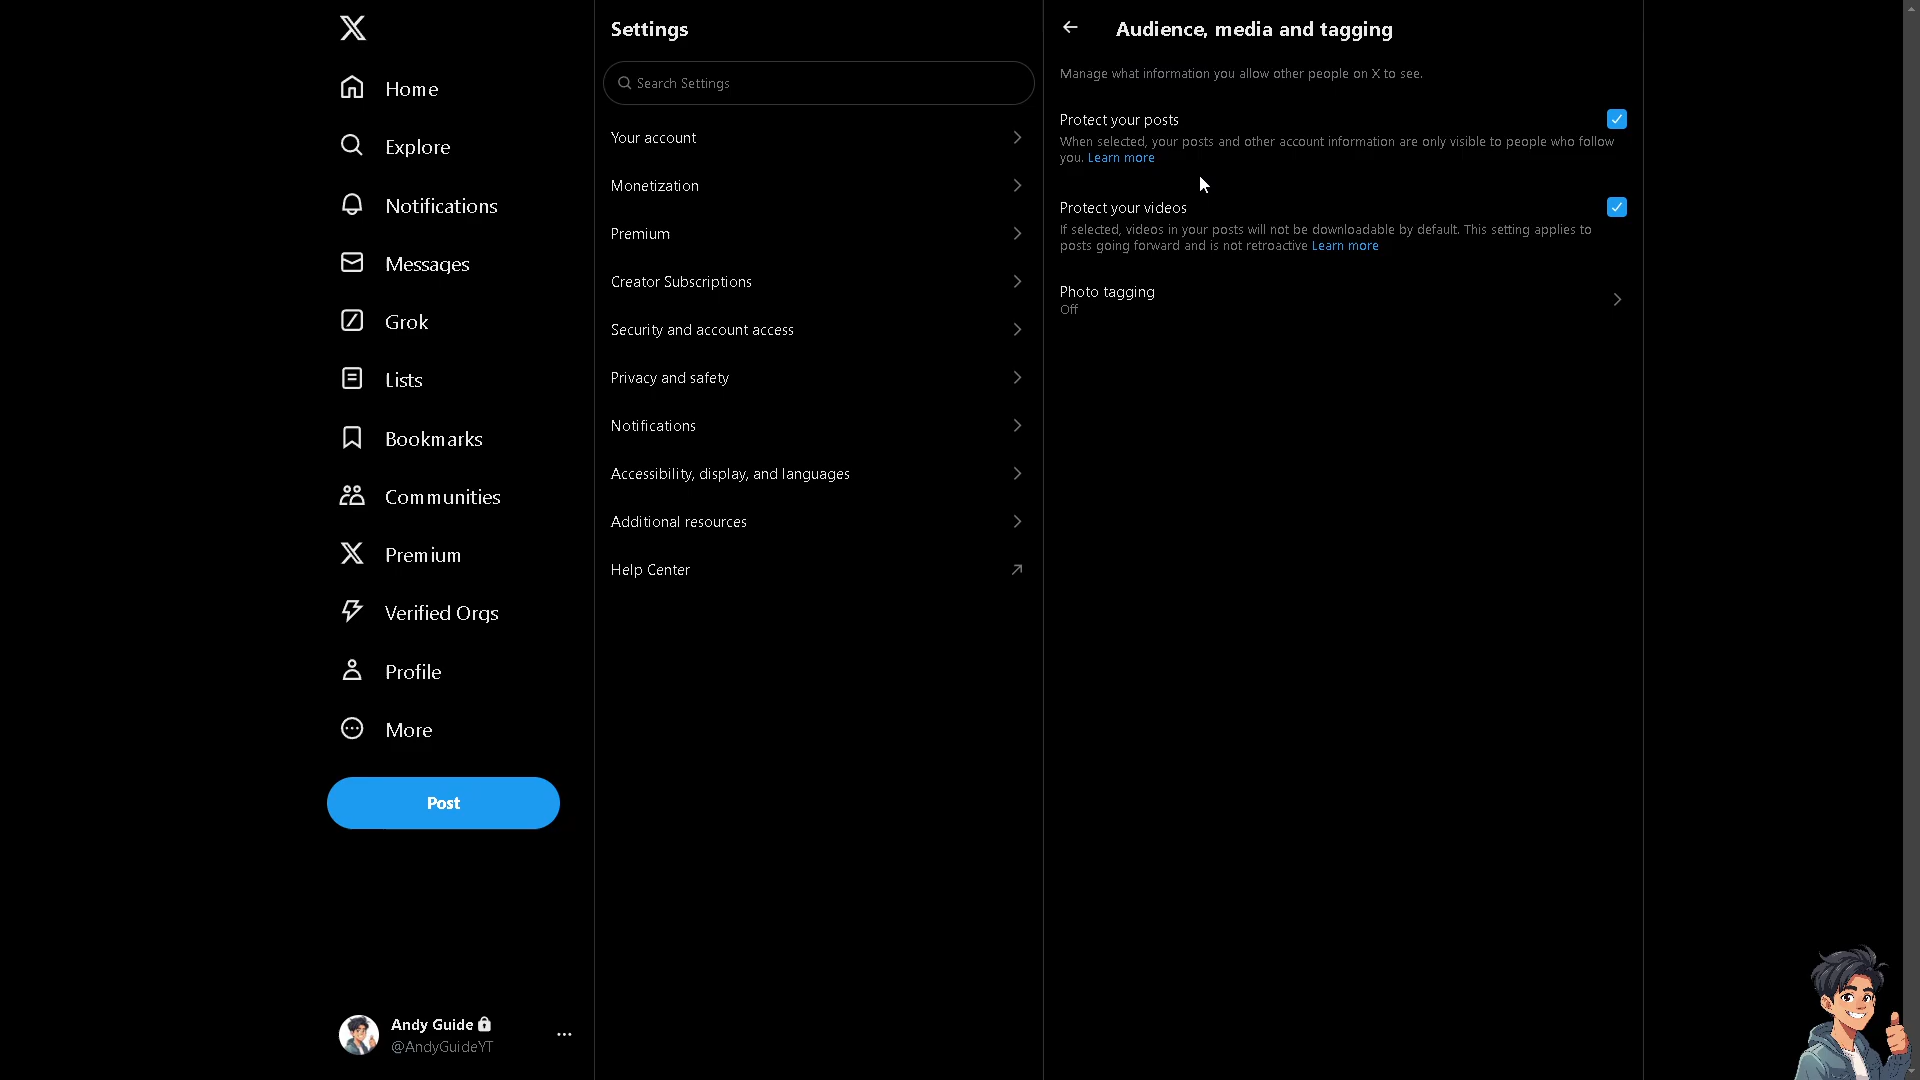 Home
Explore
Notifications
Messages
Grok
Lists
Bookmarks
Communities
Premium
Verified Orgs
Profile
More
Post
Andy Guide
@AndyGuideYT
Settings
Search Settings
Your account
Monetization
Premium
Creator Subscriptions
Security and account access
Privacy and safety
Notifications
Accessibility, display, and languages
Additional resources
Help Center
Audience, media and tagging
Manage what information you allow other people on X to see.
Protect your posts
When selected, your posts and other account information are only visible to people who follow
you. Learn more
Protect your videos
If selected, videos in your posts will not be downloadable by default. This setting applies to
posts going forward and is not retroactive Learn more
Photo tagging
Off